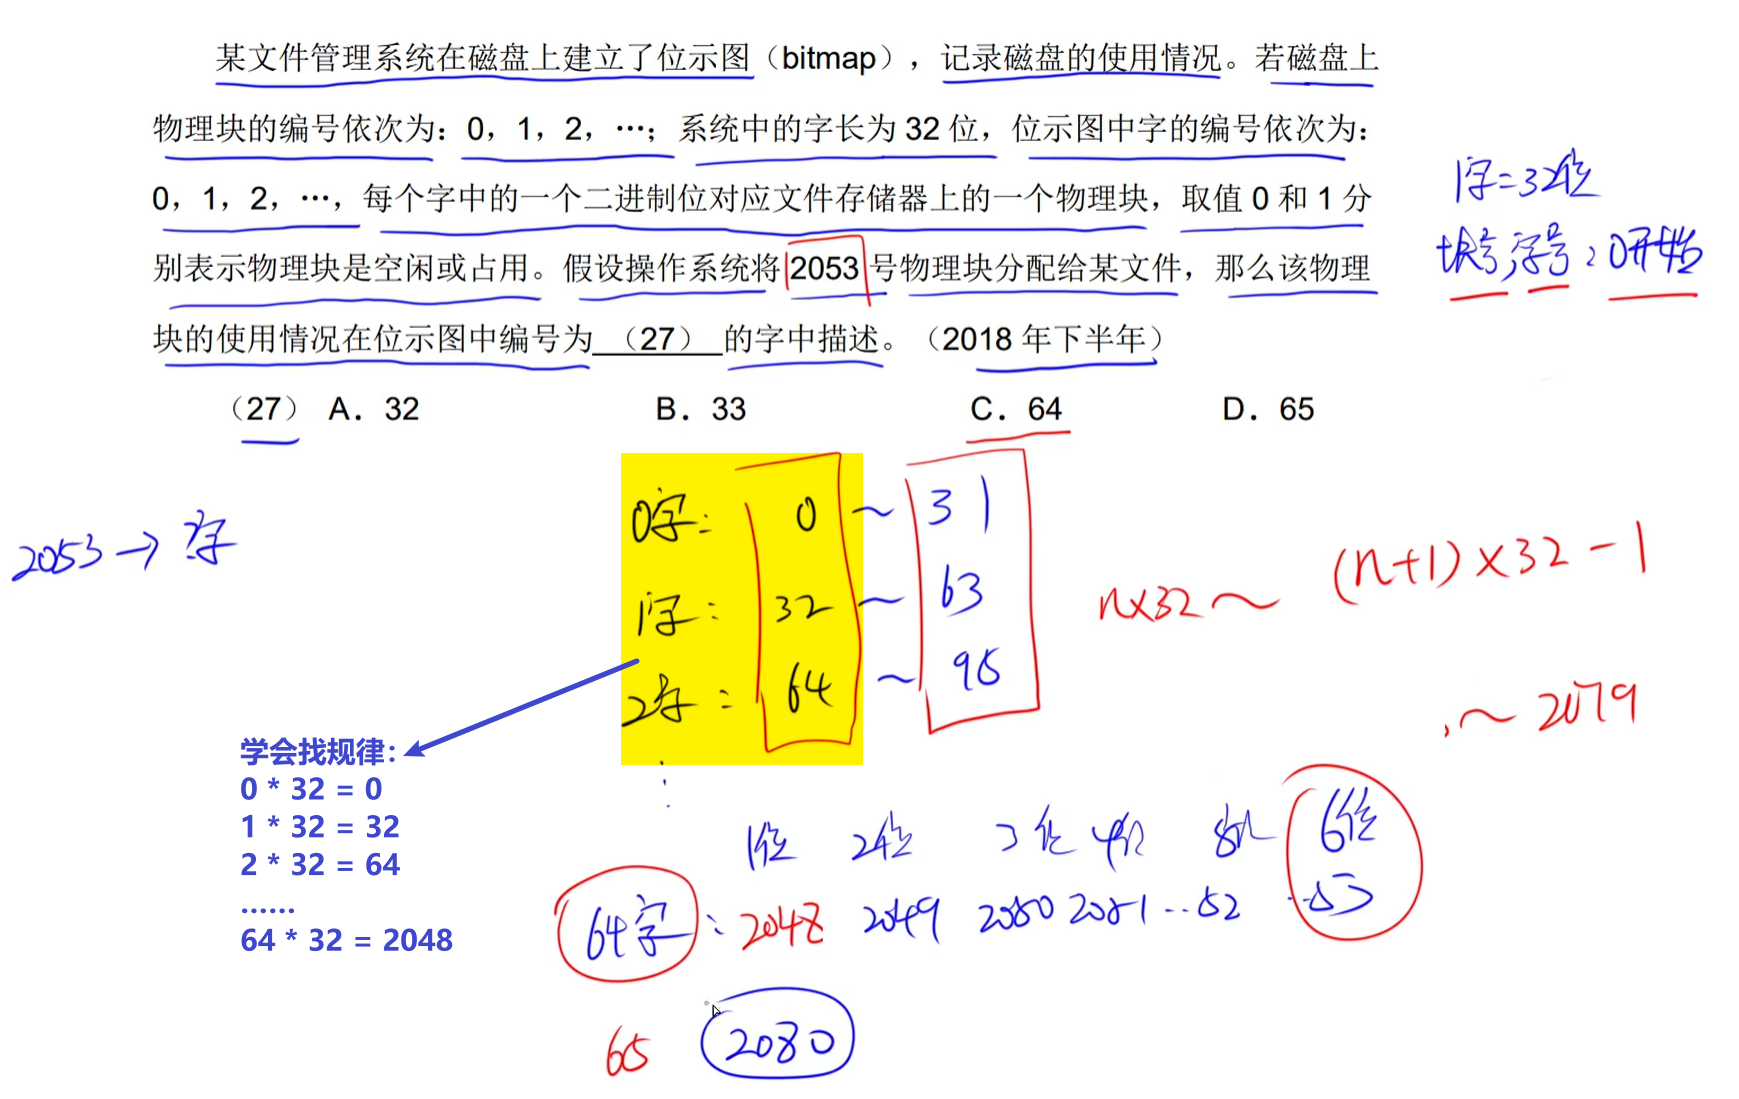 某文件管理系统在磁盘上建立了位示图（bitmap），记录磁盘的使用情况。若磁盘上
物理块的编号依次为：0，1，2，…；系统中的字长为 32 位，位示图中字的编号依次为：
0，1，2，…，每个字中的一个二进制位对应文件存储器上的一个物理块，取值 0 和 1 分
别表示物理块是空闲或占用。假设操作系统将 2053 号物理块分配给某文件，那么该物理
块的使用情况在位示图中编号为 （27） 的字中描述。（2018 年下半年）
1字=32位
块号,字号：0开始
（27） A．32 B．33 C．64 D．65
2053→?字
0字： 0 ~ 31
1字： 32 ~ 63
2字： 64 ~ 95
n×32 ~ (n+1)×32-1
~ 2079
学会找规律：
0 * 32 = 0
1 * 32 = 32
2 * 32 = 64
......
64 * 32 = 2048
1位 2位 3位 4位 6位
64字： 2048 2049 2050 2051 ··52 ··53
65 2080